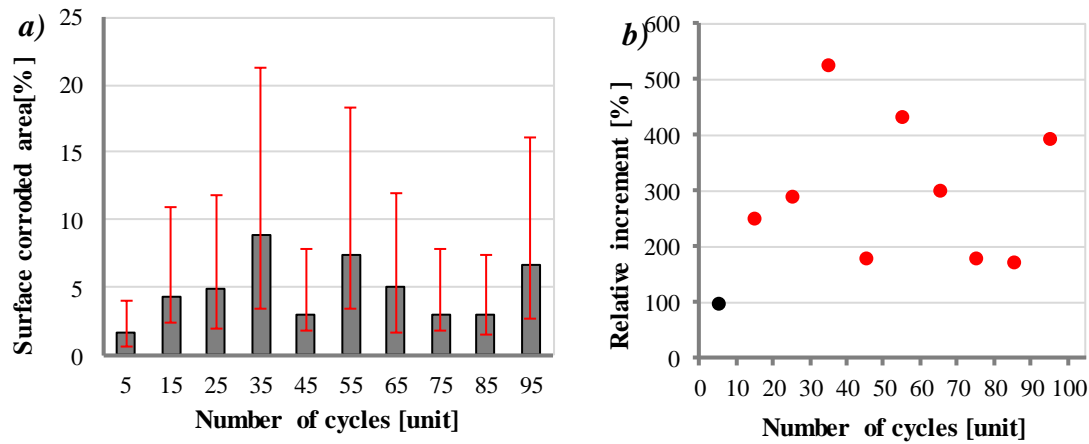 a)
Surface corroded area[%]
25
20
15
10
5
0
5 15 25 35 45 55 65 75 85 95
Number of cycles [unit]
b)
Relative increment [%]
600
500
400
300
200
100
0
0 10 20 30 40 50 60 70 80 90 100
Number of cycles [unit]